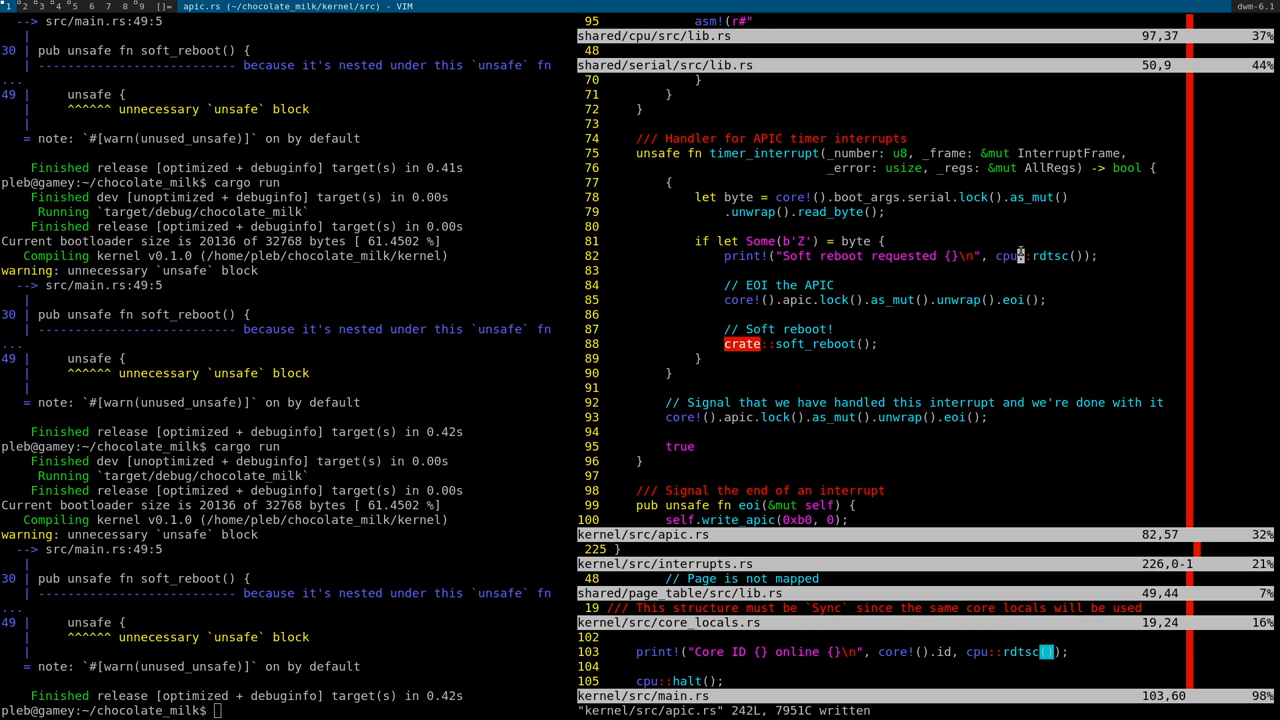 1 2 3 4 5 6 7 8 9 []= apic.rs (~/chocolate_milk/kernel/src) - VIM dwm-6.1
--> src/main.rs:49:5
|
30 | pub unsafe fn soft_reboot() {
| -------------------------- because it's nested under this `unsafe` fn
...
49 | unsafe {
| ^^^^^^ unnecessary `unsafe` block
|
= note: `#[warn(unused_unsafe)]` on by default
Finished release [optimized + debuginfo] target(s) in 0.41s
pleb@gamey:~/chocolate_milk$ cargo run
Finished dev [unoptimized + debuginfo] target(s) in 0.00s
Running `target/debug/chocolate_milk`
Finished release [optimized + debuginfo] target(s) in 0.00s
Current bootloader size is 20136 of 32768 bytes [ 61.4502 %]
Compiling kernel v0.1.0 (/home/pleb/chocolate_milk/kernel)
warning: unnecessary `unsafe` block
--> src/main.rs:49:5
|
30 | pub unsafe fn soft_reboot() {
| -------------------------- because it's nested under this `unsafe` fn
...
49 | unsafe {
| ^^^^^^ unnecessary `unsafe` block
|
= note: `#[warn(unused_unsafe)]` on by default
Finished release [optimized + debuginfo] target(s) in 0.42s
pleb@gamey:~/chocolate_milk$ cargo run
Finished dev [unoptimized + debuginfo] target(s) in 0.00s
Running `target/debug/chocolate_milk`
Finished release [optimized + debuginfo] target(s) in 0.00s
Current bootloader size is 20136 of 32768 bytes [ 61.4502 %]
Compiling kernel v0.1.0 (/home/pleb/chocolate_milk/kernel)
warning: unnecessary `unsafe` block
--> src/main.rs:49:5
|
30 | pub unsafe fn soft_reboot() {
| -------------------------- because it's nested under this `unsafe` fn
...
49 | unsafe {
| ^^^^^^ unnecessary `unsafe` block
|
= note: `#[warn(unused_unsafe)]` on by default
Finished release [optimized + debuginfo] target(s) in 0.42s
pleb@gamey:~/chocolate_milk$
95 asm!(r#"
shared/cpu/src/lib.rs 97,37 37%
48
shared/serial/src/lib.rs 50,9 44%
70 }
71 }
72 }
73
74 /// Handler for APIC timer interrupts
75 unsafe fn timer_interrupt(_number: u8, _frame: &mut InterruptFrame,
76 _error: usize, _regs: &mut AllRegs) -> bool {
77 {
78 let byte = core!().boot_args.serial.lock().as_mut()
79 .unwrap().read_byte();
80
81 if let Some(b'Z') = byte {
82 print!("Soft reboot requested {}\n", cpu::rdtsc());
83
84 // EOI the APIC
85 core!().apic.lock().as_mut().unwrap().eoi();
86
87 // Soft reboot!
88 crate::soft_reboot();
89 }
90 }
91
92 // Signal that we have handled this interrupt and we're done with it
93 core!().apic.lock().as_mut().unwrap().eoi();
94
95 true
96 }
97
98 /// Signal the end of an interrupt
99 pub unsafe fn eoi(&mut self) {
100 self.write_apic(0xb0, 0);
kernel/src/apic.rs 82,57 32%
225 }
kernel/src/interrupts.rs 226,0-1 21%
48 // Page is not mapped
shared/page_table/src/lib.rs 49,44 7%
19 /// This structure must be `Sync` since the same core locals will be used
kernel/src/core_locals.rs 19,24 16%
102
103 print!("Core ID {} online {}\n", core!().id, cpu::rdtsc());
104
105 cpu::halt();
kernel/src/main.rs 103,60 98%
"kernel/src/apic.rs" 242L, 7951C written